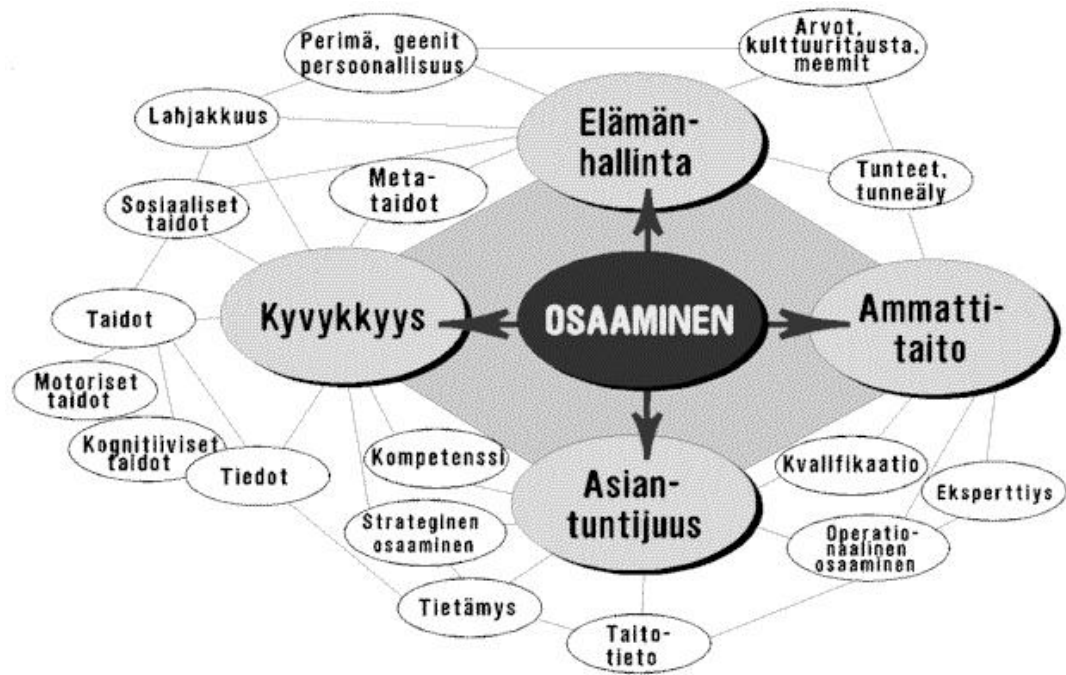 Perimä, geenit
persoonallisuus
Arvot,
kulttuuritausta,
meemit
Lahjakkuus
Elämän-
hallinta
Meta-
taidot
Tunteet,
tunneäly
Sosiaaliset
taidot
Kyvykkyys
OSAAMINEN
Ammatti-
taito
Taidot
Motoriset
taidot
Kognitiiviset
taidot
Tiedot
Kompetenssi
Asian-
tuntijuus
Kvalifikaatio
Eksperttiys
Strateginen
osaaminen
Operatio-
naalinen
osaaminen
Tietämys
Taito-
tieto